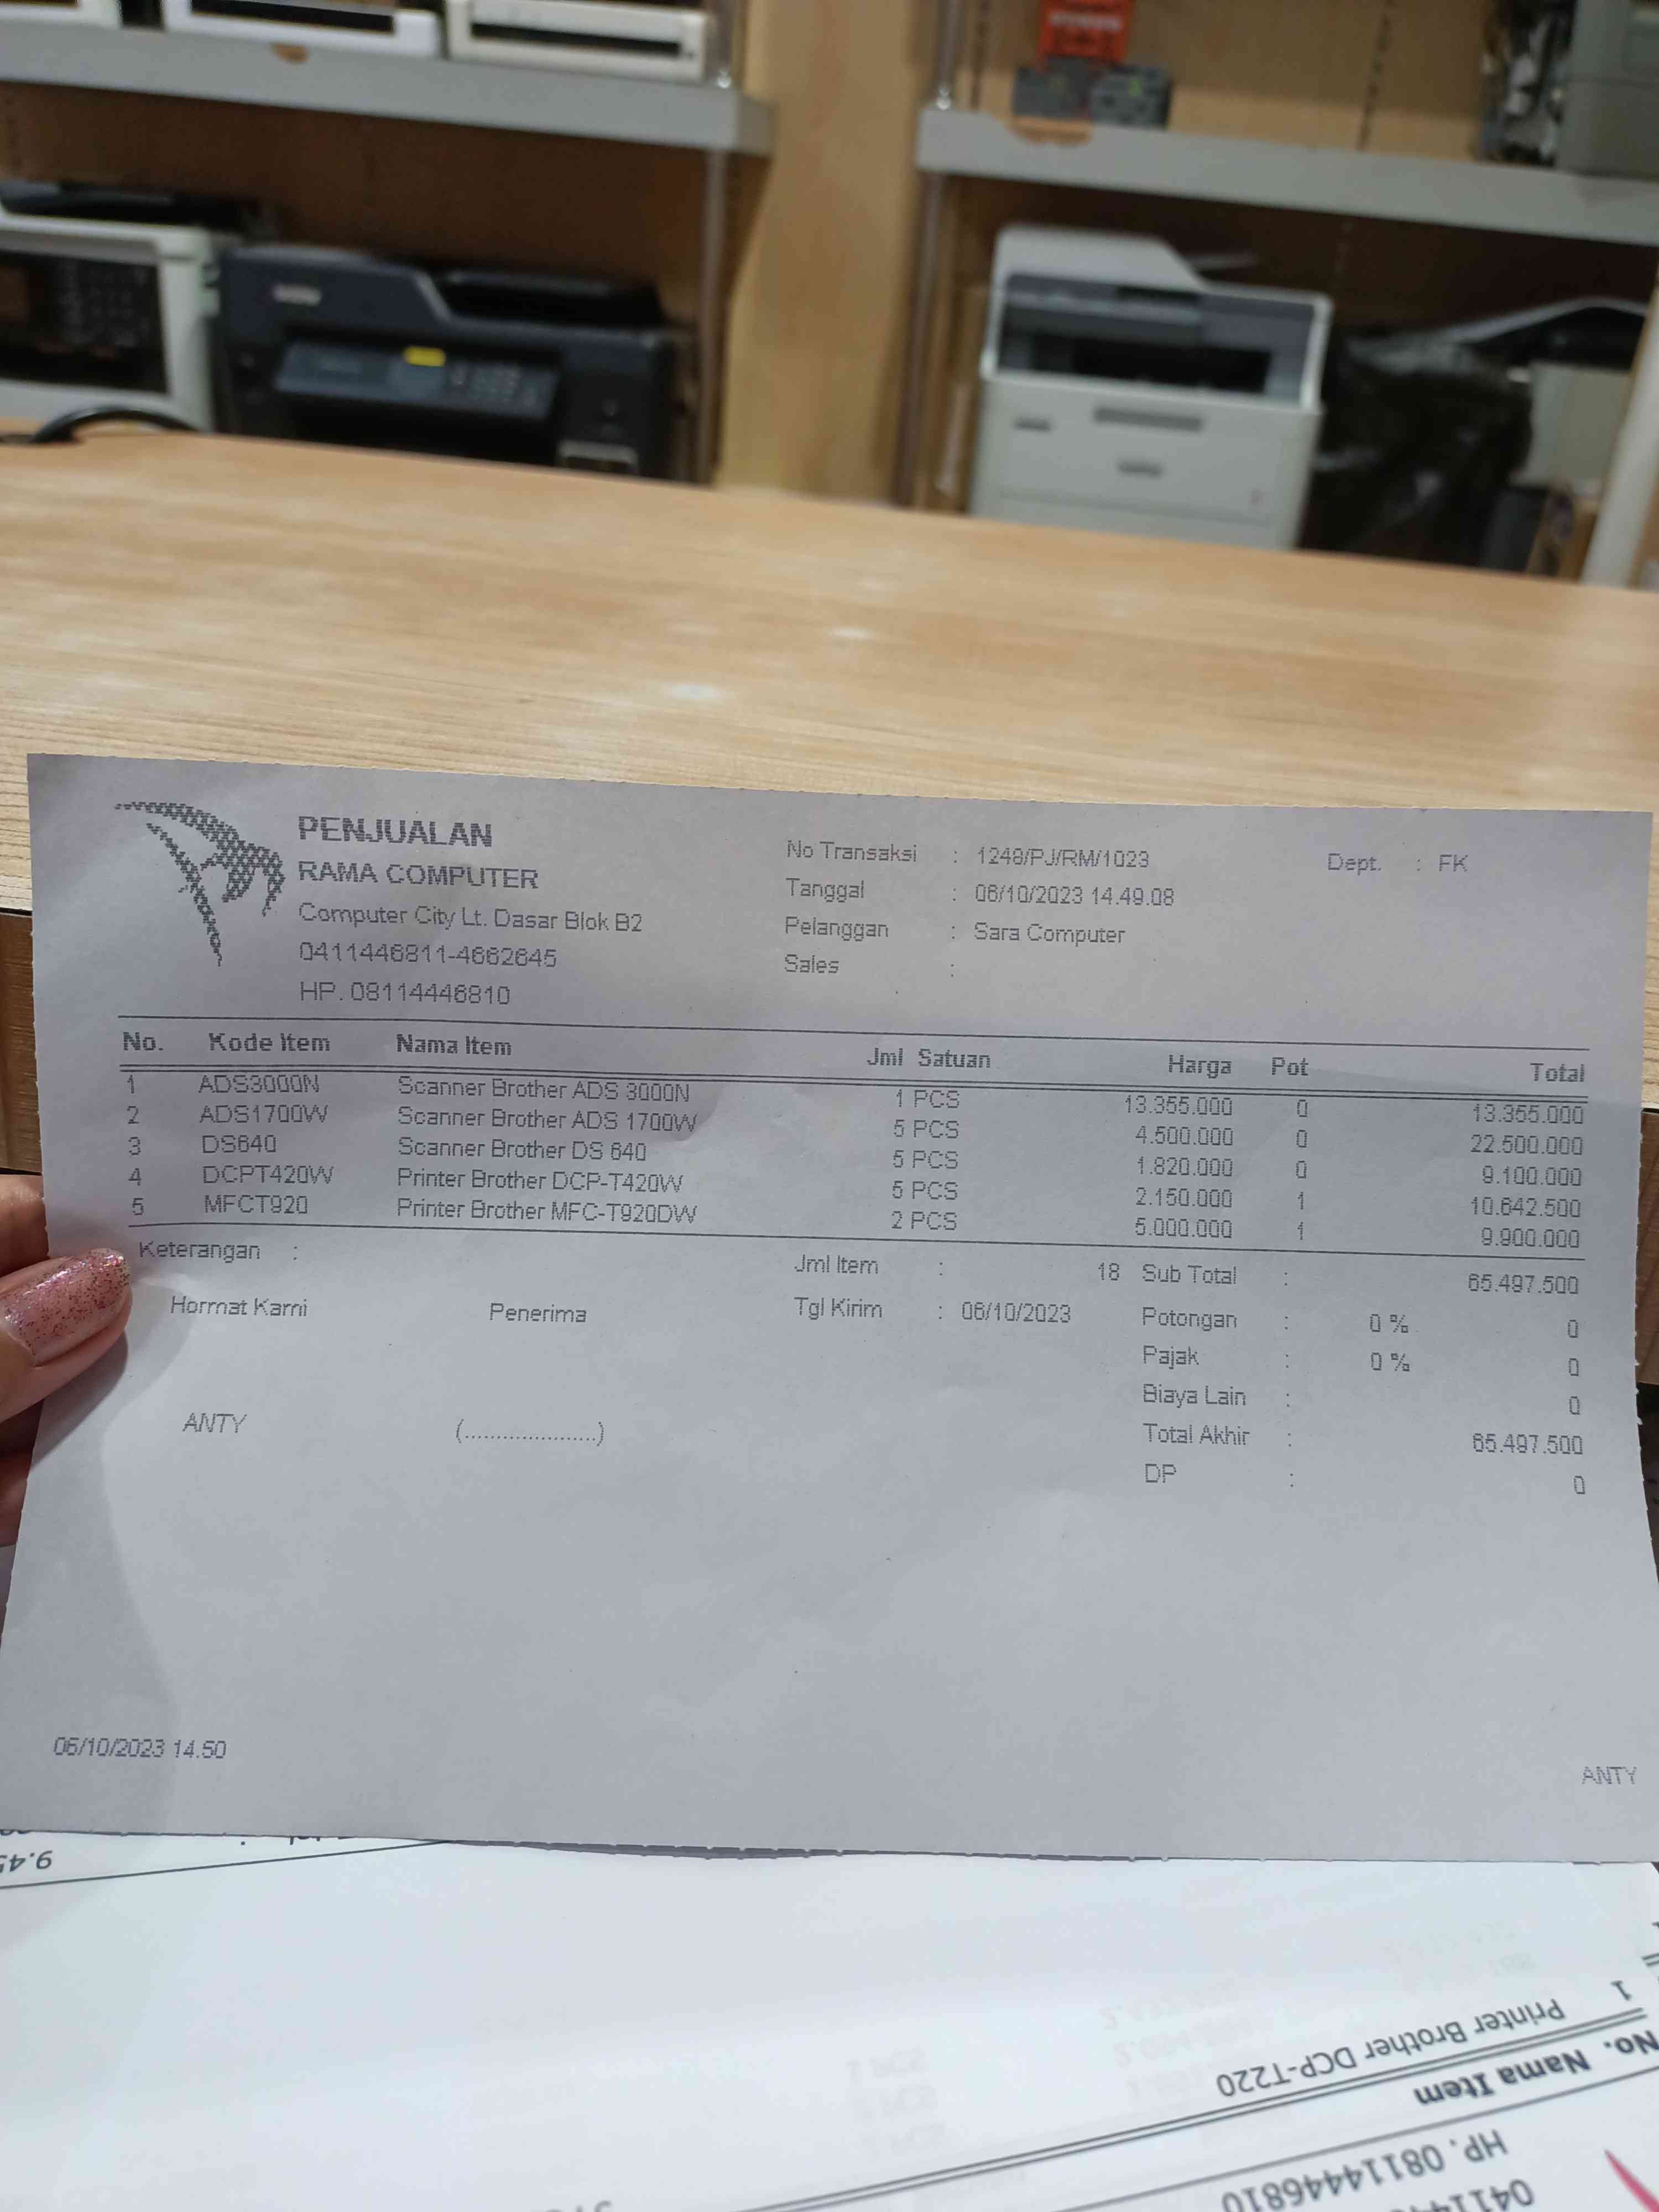 PENJUALAN
RAMA COMPUTER
Computer City Lt. Dasar Blok B2
0411446811-4662645
HP. 08114446810
No Transaksi : 1248/PJ/RM/1023 Dept. : FK
Tanggal : 06/10/2023 14.49.08
Pelanggan : Sara Computer
Sales :
No. Kode Item Nama Item Jml Satuan Harga Pot Total
1 ADS3000N Scanner Brother ADS 3000N 1 PCS 13.355.000 0 13.355.000
2 ADS1700W Scanner Brother ADS 1700W 5 PCS 4.500.000 0 22.500.000
3 DS640 Scanner Brother DS 640 5 PCS 1.820.000 0 9.100.000
4 DCPT420W Printer Brother DCP-T420W 5 PCS 2.150.000 1 10.642.500
5 MFCT920 Printer Brother MFC-T920DW 2 PCS 5.000.000 1 9.900.000
Keterangan : Jml Item : 18 Sub Total : 65.497.500
Hormat Kami Penerima Tgl Kirim : 06/10/2023 Potongan : 0 % 0
Pajak : 0 % 0
Biaya Lain : 0
ANTY (......................) Total Akhir : 65.497.500
DP : 0
06/10/2023 14.50
ANTY
1 Printer Brother DCP-T220
No. Nama Item
HP. 08114446810